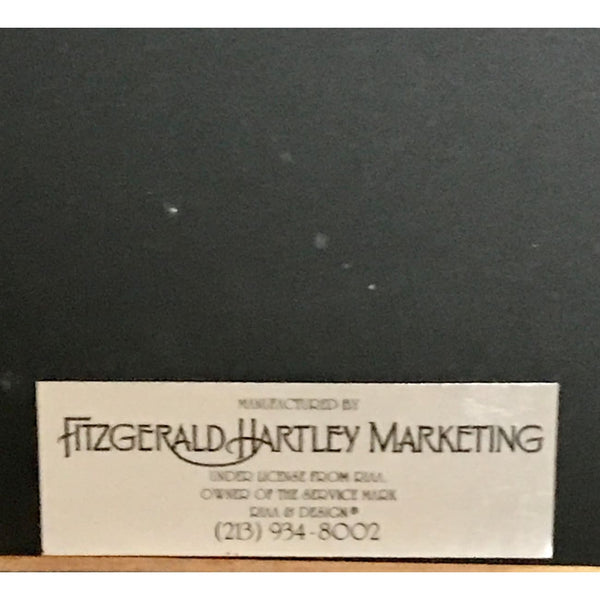 MANUFACTURED BY
FITZGERALD HARTLEY MARKETING
UNDER LICENSE FROM RIAA,
OWNER OF THE SERVICE MARK
RIAA & DESIGN®
(213) 934-8002